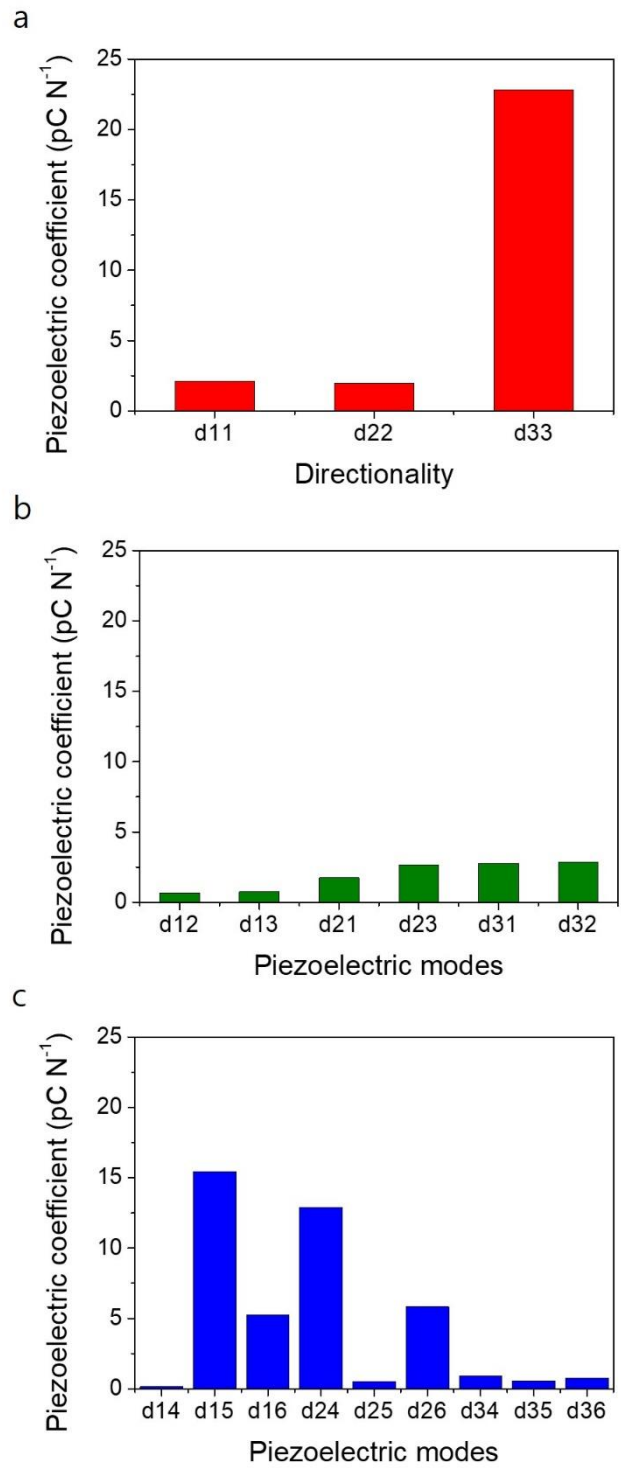 a
Piezoelectric coefficient (pC N⁻¹)
25
20
15
10
5
0
d11 d22 d33
Directionality
b
Piezoelectric coefficient (pC N⁻¹)
25
20
15
10
5
0
d12 d13 d21 d23 d31 d32
Piezoelectric modes
c
Piezoelectric coefficient (pC N⁻¹)
25
20
15
10
5
0
d14 d15 d16 d24 d25 d26 d34 d35 d36
Piezoelectric modes